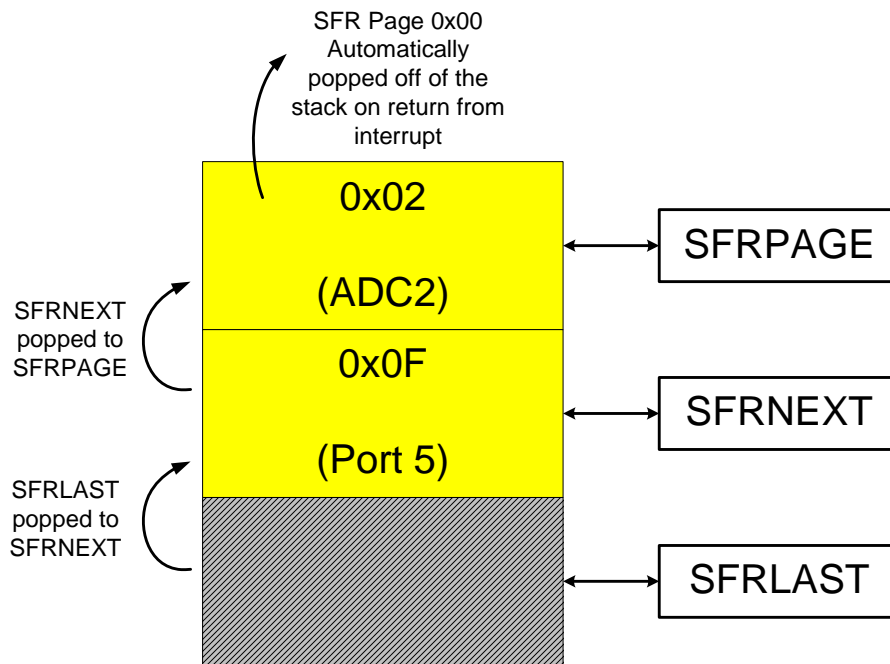 SFR Page 0x00
Automatically
popped off of the
stack on return from
interrupt
0x02
(ADC2)
SFRPAGE
SFRNEXT
popped to
SFRPAGE
0x0F
(Port 5)
SFRNEXT
SFRLAST
popped to
SFRNEXT
SFRLAST